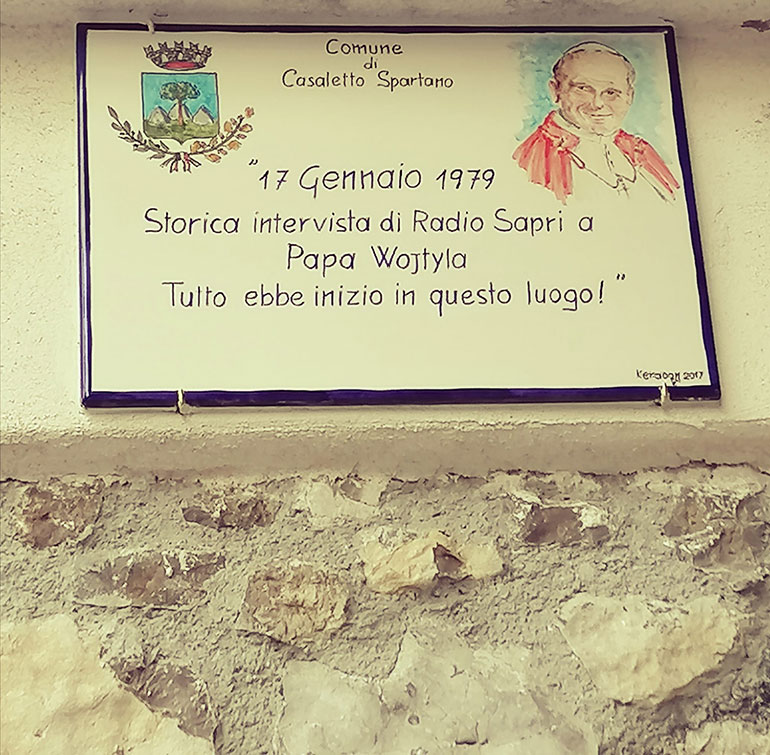 Comune
di
Casaletto Spartano
"17 Gennaio 1979
Storica intervista di Radio Sapri a
Papa Wojtyla
Tutto ebbe inizio in questo luogo!"
2017